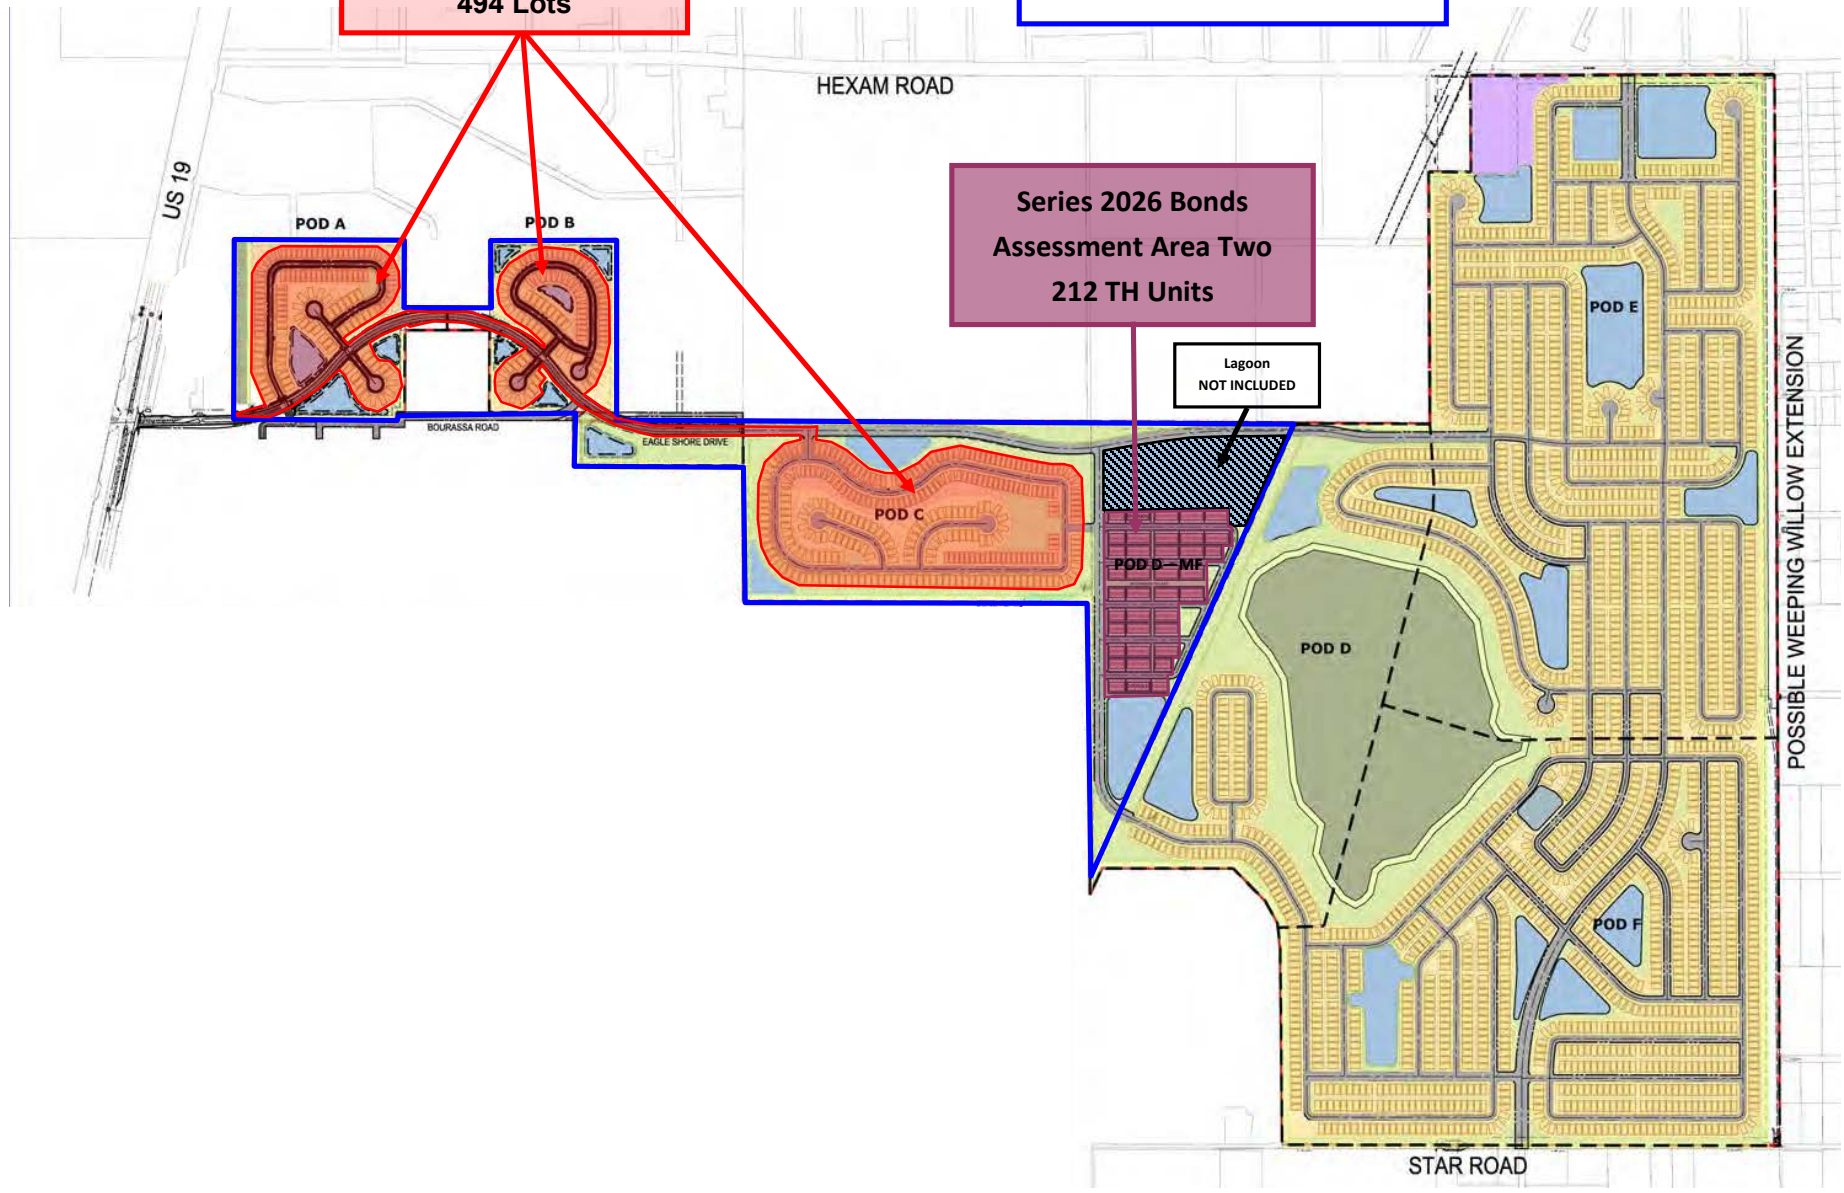 494 Lots
HEXAM ROAD
US 19
POD A
POD B
Series 2026 Bonds
Assessment Area Two
212 TH Units
POD E
Lagoon
NOT INCLUDED
BOURASSA ROAD
EAGLE SHORE DRIVE
POD C
POD D - MF
POD D
POSSIBLE WEEPING WILLOW EXTENSION
POD F
STAR ROAD